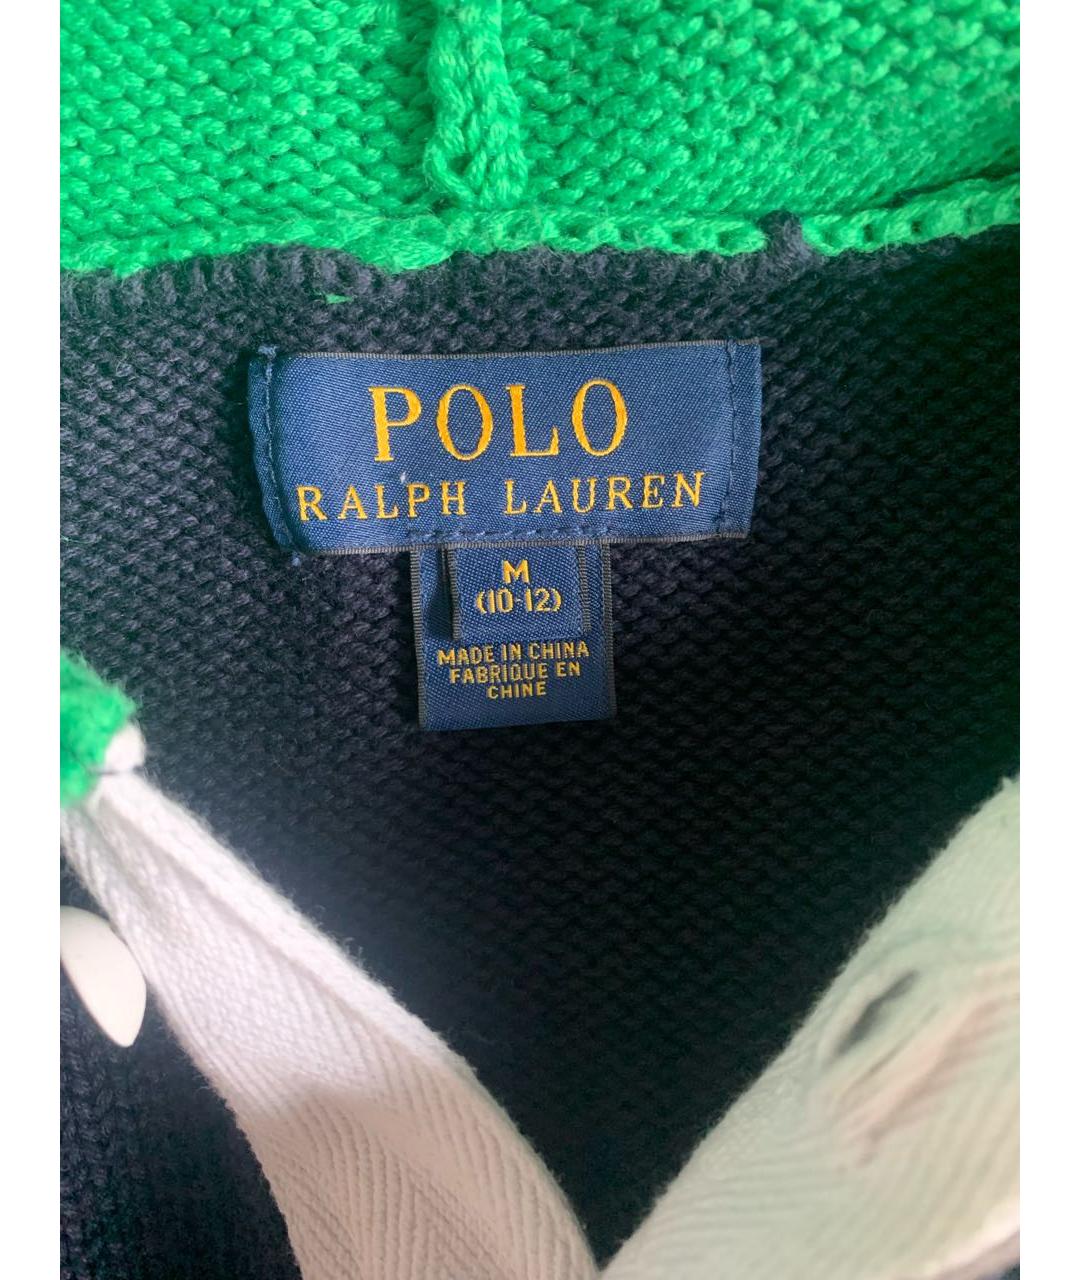 POLO
RALPH LAUREN
M
(10-12)
MADE IN CHINA
FABRIQUE EN
CHINE